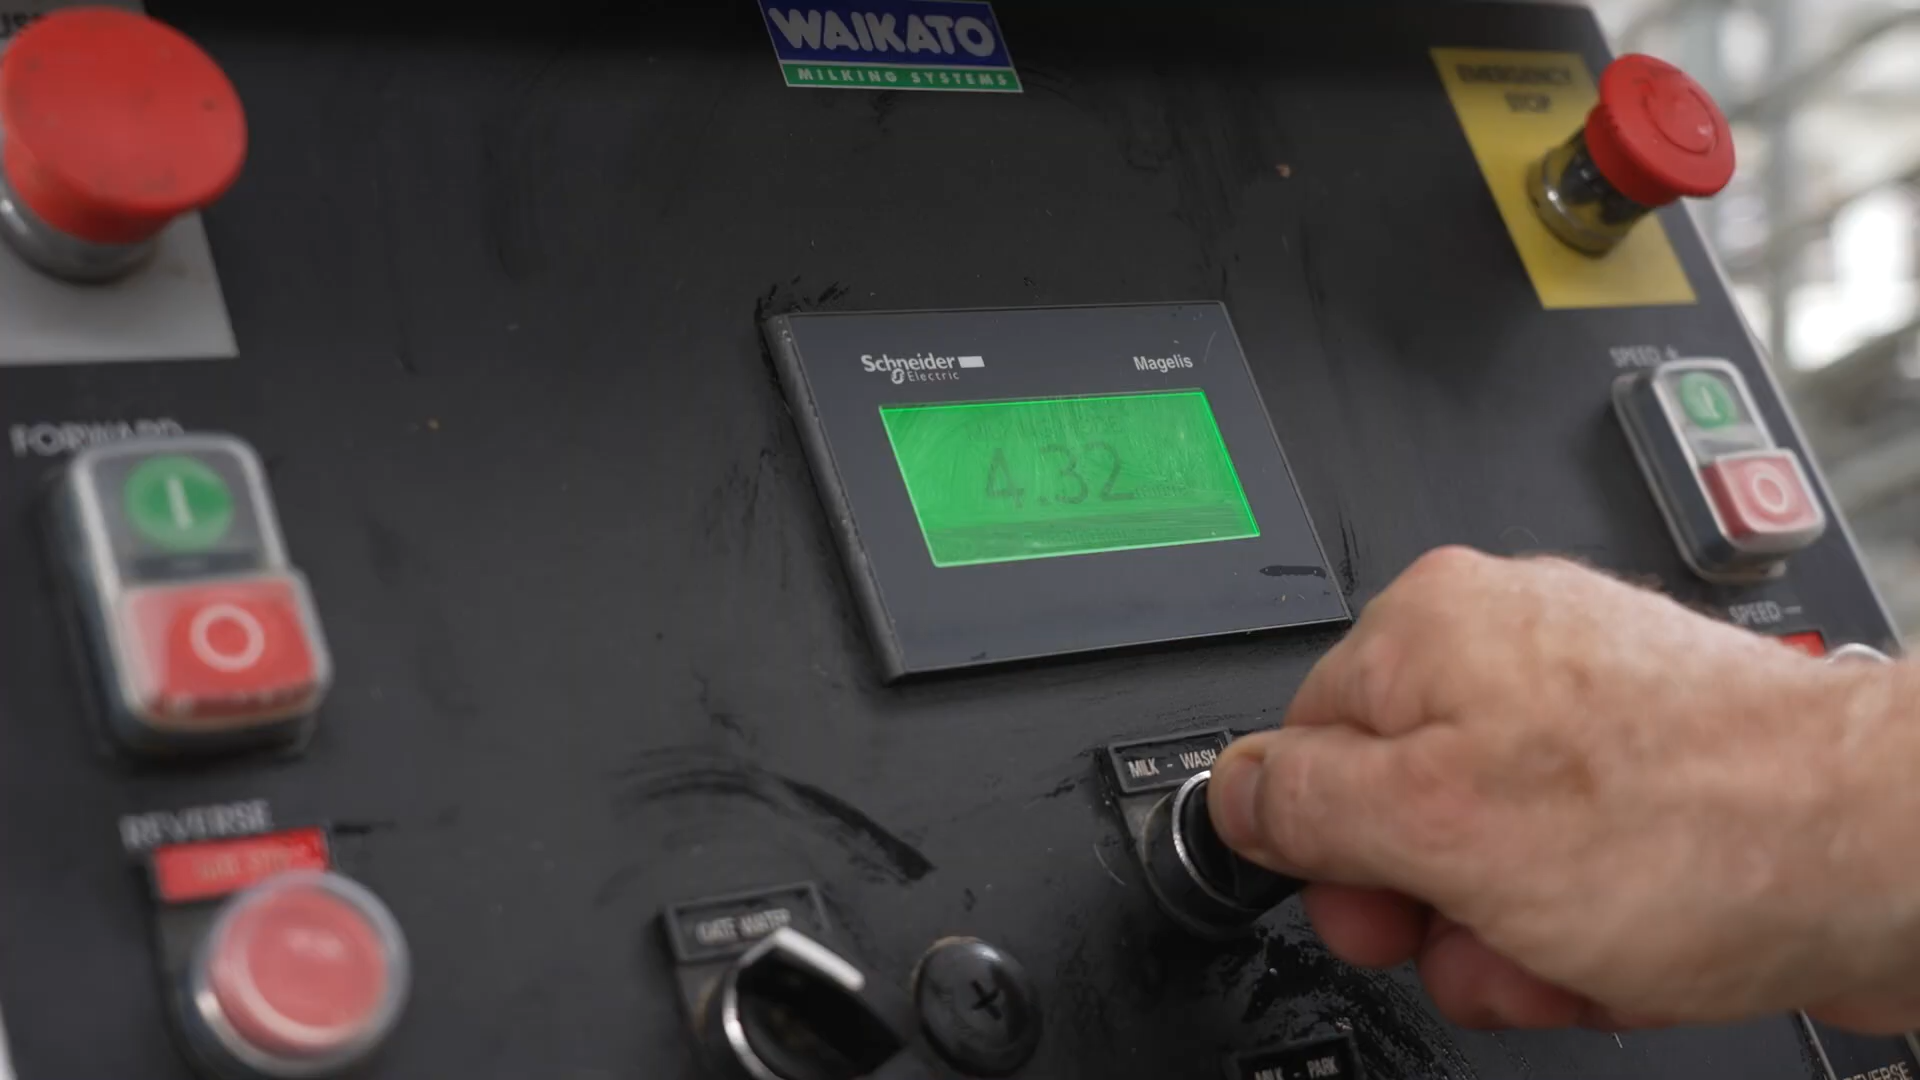 WAIKATO
MILKING SYSTEMS
EMERGENCY
STOP
Schneider
Electric
Magelis
4.32
SPEED +
SPEED —
FORWARD
REVERSE
MILK - WASH
GATE WATER
MILK - PARK
REVERSE